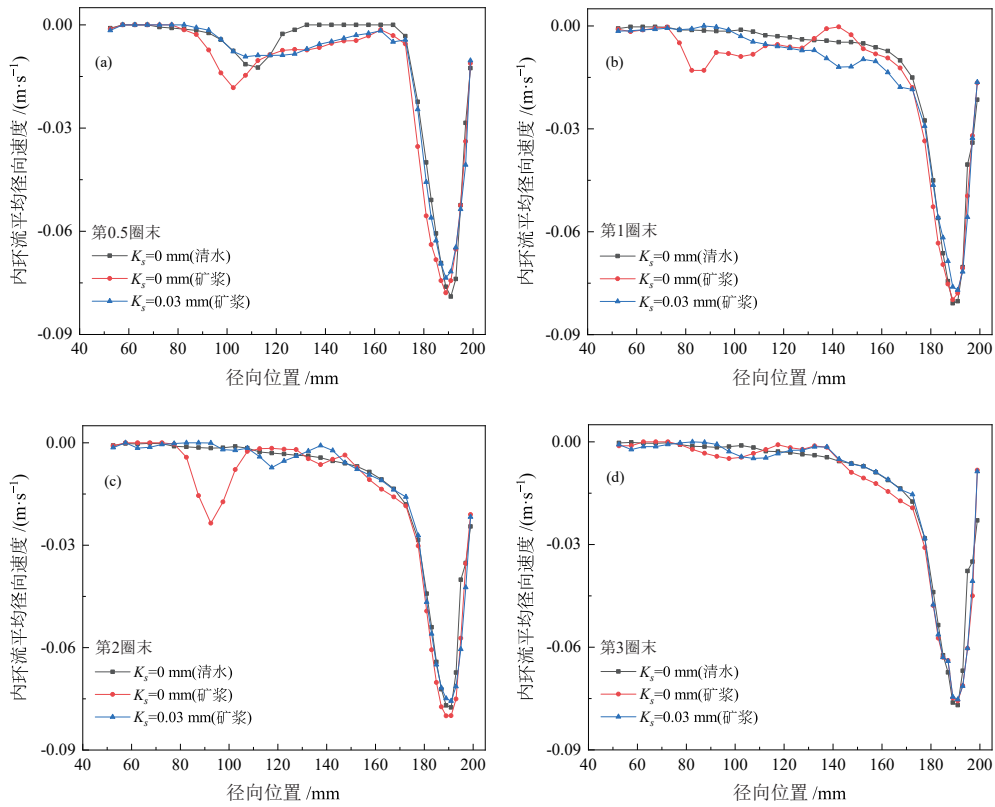 0.00
-0.03
-0.06
-0.09
内环流平均径向速度 /(m·s⁻¹)
(a)
第0.5圈末
Kₛ=0 mm(清水)
Kₛ=0 mm(矿浆)
Kₛ=0.03 mm(矿浆)
40 60 80 100 120 140 160 180 200
径向位置 /mm
0.00
-0.03
-0.06
-0.09
内环流平均径向速度 /(m·s⁻¹)
(b)
第1圈末
Kₛ=0 mm(清水)
Kₛ=0 mm(矿浆)
Kₛ=0.03 mm(矿浆)
40 60 80 100 120 140 160 180 200
径向位置 /mm
0.00
-0.03
-0.06
-0.09
内环流平均径向速度 /(m·s⁻¹)
(c)
第2圈末
Kₛ=0 mm(清水)
Kₛ=0 mm(矿浆)
Kₛ=0.03 mm(矿浆)
40 60 80 100 120 140 160 180 200
径向位置 /mm
0.00
-0.03
-0.06
-0.09
内环流平均径向速度 /(m·s⁻¹)
(d)
第3圈末
Kₛ=0 mm(清水)
Kₛ=0 mm(矿浆)
Kₛ=0.03 mm(矿浆)
40 60 80 100 120 140 160 180 200
径向位置 /mm